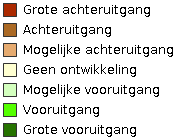 Grote achteruitgang
Achteruitgang
Mogelijke achteruitgang
Geen ontwikkeling
Mogelijke vooruitgang
Vooruitgang
Grote vooruitgang